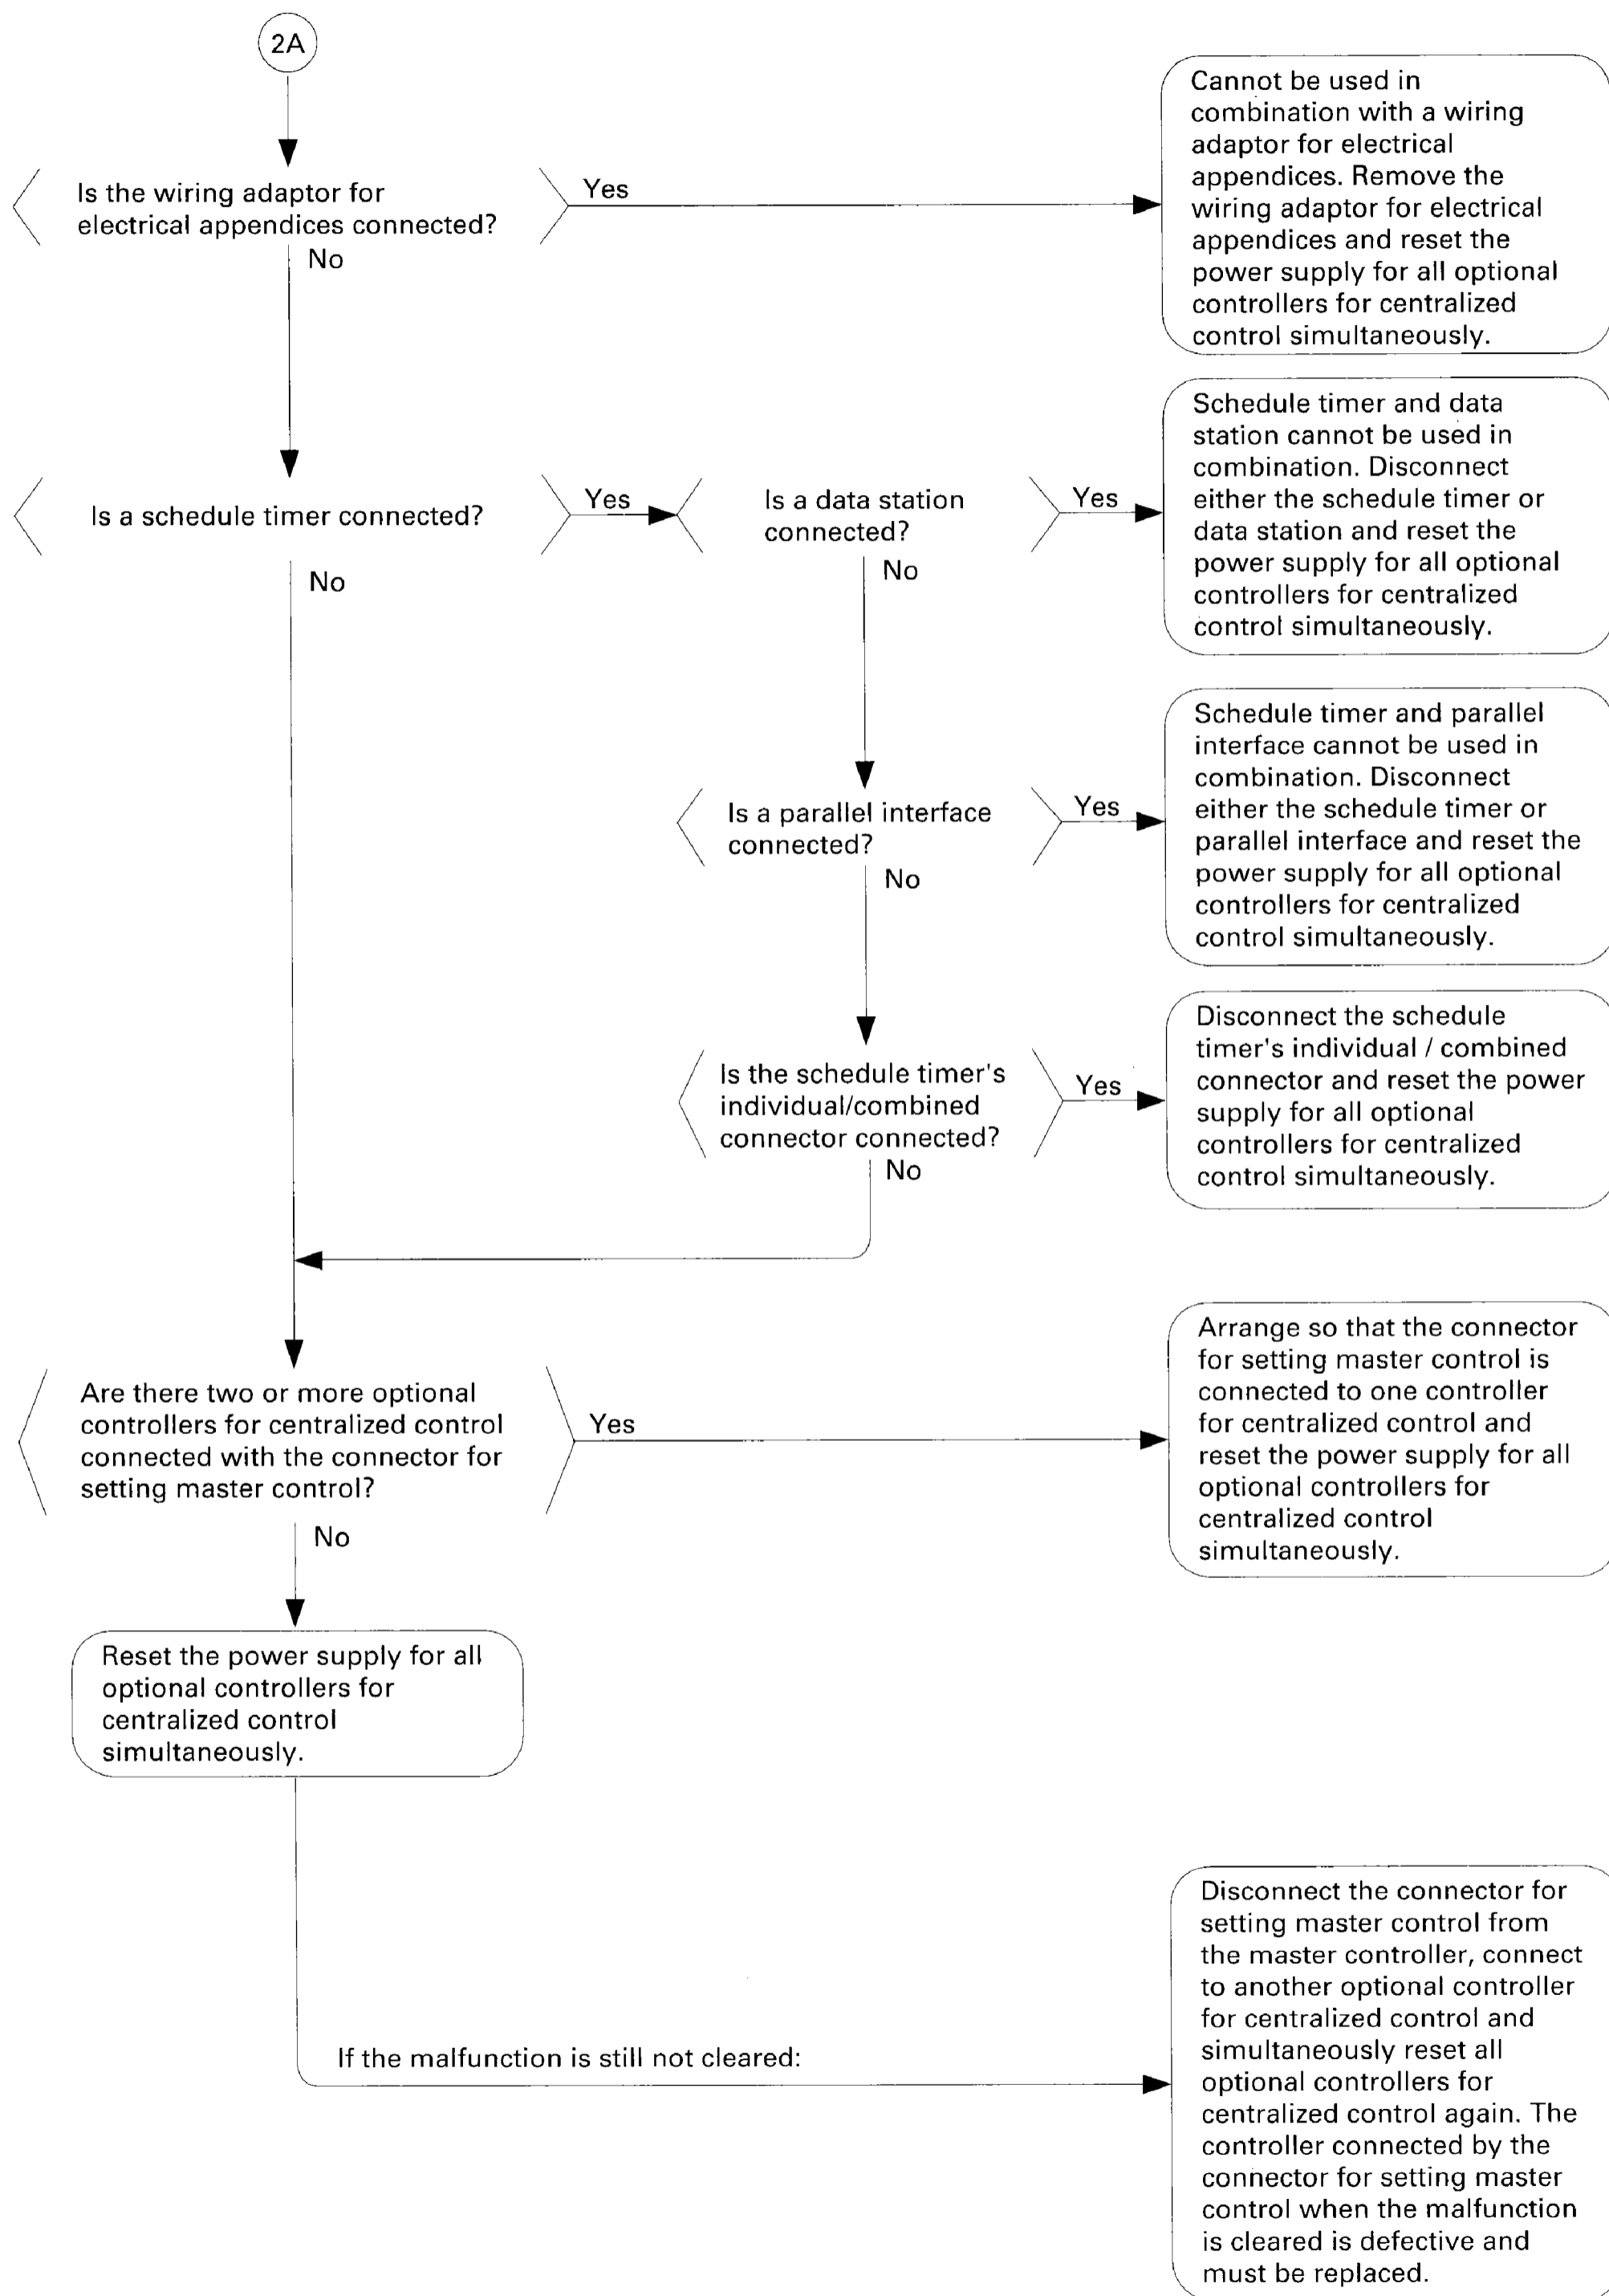 2A
Cannot be used in
combination with a wiring
adaptor for electrical
appendices. Remove the
wiring adaptor for electrical
appendices and reset the
power supply for all optional
controllers for centralized
control simultaneously.
Is the wiring adaptor for
electrical appendices connected?
Yes
No
Schedule timer and data
station cannot be used in
combination. Disconnect
either the schedule timer or
data station and reset the
power supply for all optional
controllers for centralized
control simultaneously.
Is a schedule timer connected?
Yes
Is a data station
connected?
Yes
No
No
Schedule timer and parallel
interface cannot be used in
combination. Disconnect
either the schedule timer or
parallel interface and reset the
power supply for all optional
controllers for centralized
control simultaneously.
Is a parallel interface
connected?
Yes
No
Disconnect the schedule
timer's individual / combined
connector and reset the power
supply for all optional
controllers for centralized
control simultaneously.
Is the schedule timer's
individual/combined
connector connected?
Yes
No
Arrange so that the connector
for setting master control is
connected to one controller
for centralized control and
reset the power supply for all
optional controllers for
centralized control
simultaneously.
Are there two or more optional
controllers for centralized control
connected with the connector for
setting master control?
Yes
No
Reset the power supply for all
optional controllers for
centralized control
simultaneously.
If the malfunction is still not cleared:
Disconnect the connector for
setting master control from
the master controller, connect
to another optional controller
for centralized control and
simultaneously reset all
optional controllers for
centralized control again. The
controller connected by the
connector for setting master
control when the malfunction
is cleared is defective and
must be replaced.